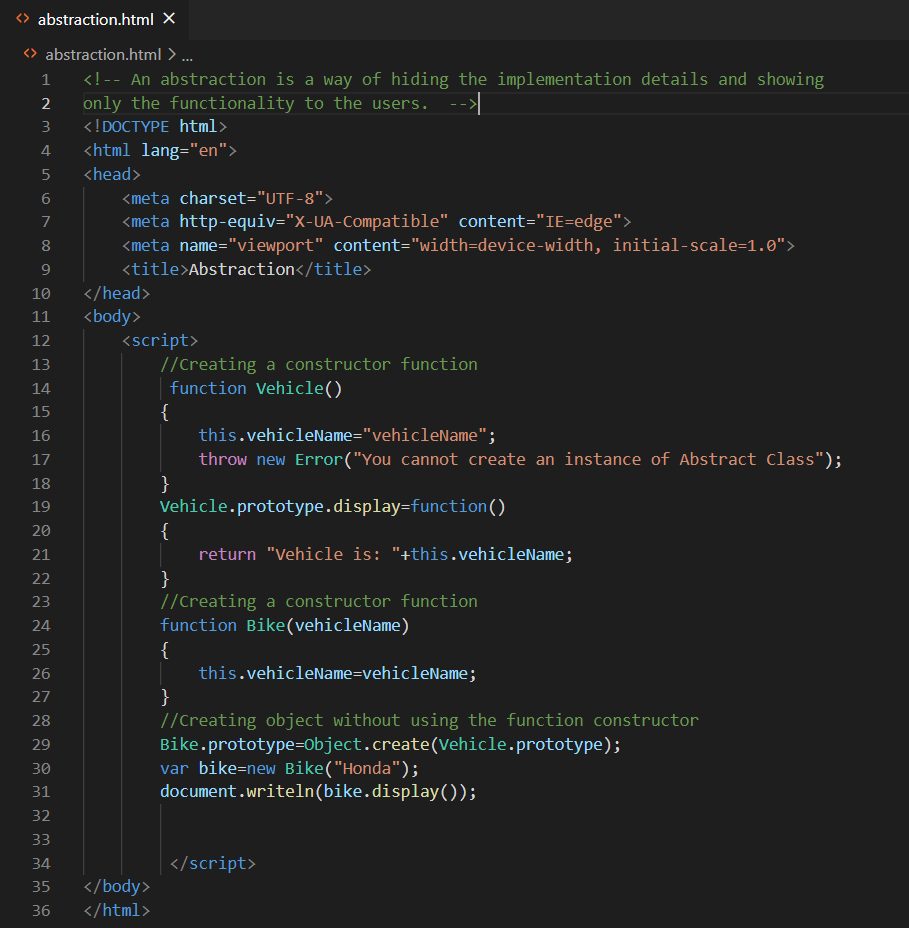 abstraction.html ×
abstraction.html > ...
1 <!-- An abstraction is a way of hiding the implementation details and showing
2 only the functionality to the users.  -->
3 <!DOCTYPE html>
4 <html lang="en">
5 <head>
6     <meta charset="UTF-8">
7     <meta http-equiv="X-UA-Compatible" content="IE=edge">
8     <meta name="viewport" content="width=device-width, initial-scale=1.0">
9     <title>Abstraction</title>
10 </head>
11 <body>
12     <script>
13         //Creating a constructor function
14          function Vehicle()
15         {
16             this.vehicleName="vehicleName";
17             throw new Error("You cannot create an instance of Abstract Class");
18         }
19         Vehicle.prototype.display=function()
20         {
21             return "Vehicle is: "+this.vehicleName;
22         }
23         //Creating a constructor function
24         function Bike(vehicleName)
25         {
26             this.vehicleName=vehicleName;
27         }
28         //Creating object without using the function constructor
29         Bike.prototype=Object.create(Vehicle.prototype);
30         var bike=new Bike("Honda");
31         document.writeln(bike.display());
32
33
34          </script>
35 </body>
36 </html>